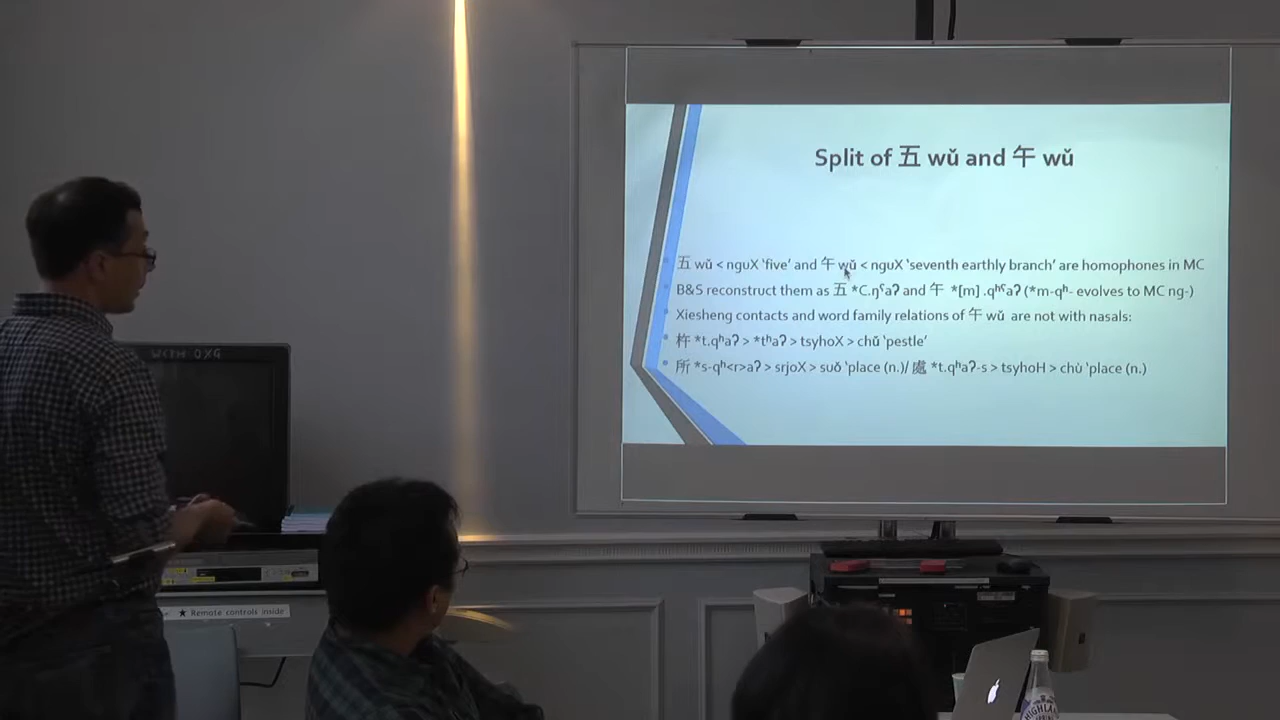 Split of 五 wǔ and 午 wǔ
五 wǔ < nguX ‘five’ and 午 wǔ < nguX ‘seventh earthly branch’ are homophones in MC
B&S reconstruct them as 五 *C.ŋˤaʔ and 午 *[m] .qʰˤaʔ (*m-qʰ- evolves to MC ng-)
Xiesheng contacts and word family relations of 午 wǔ are not with nasals:
杵 *t.qʰaʔ > *tʰaʔ > tsyhoX > chǔ ‘pestle’
所 *s-qʰ<r>aʔ > srjoX > suǒ ‘place (n.)/ 處 *t.qʰaʔ-s > tsyhoH > chù ‘place (n.)
★ Remote controls inside
HIGHLAND